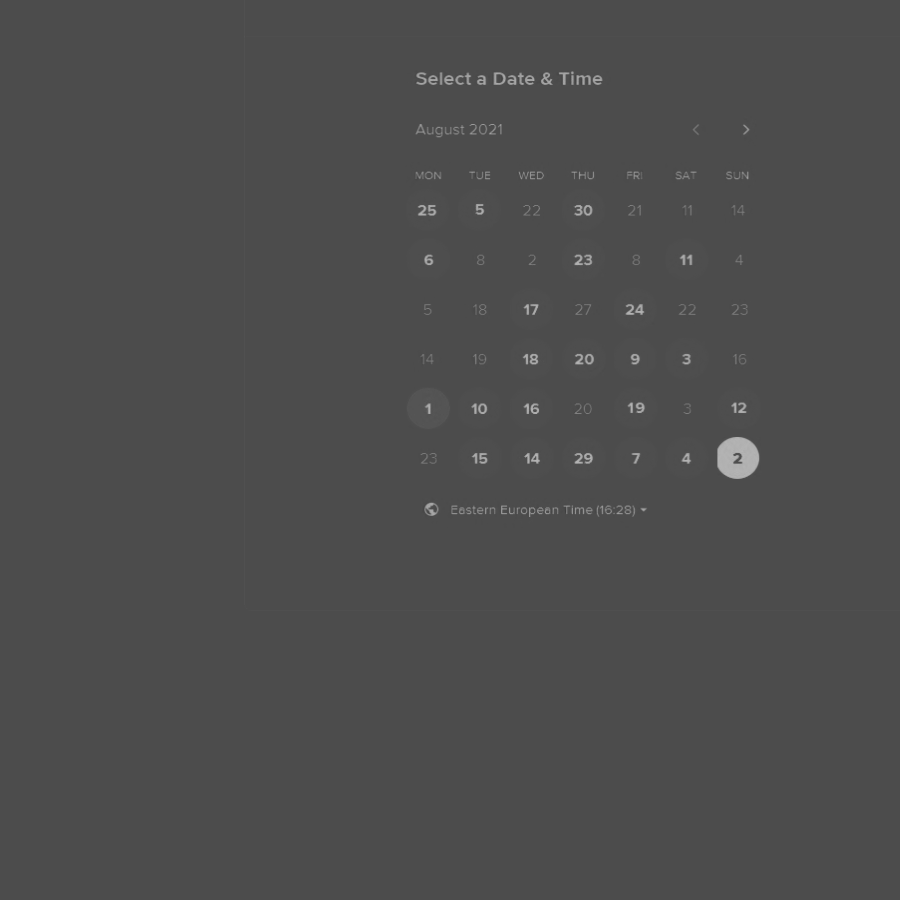 Select a Date & Time
August 2021
MON TUE WED THU FRI SAT SUN
25 5 22 30 21 11 14
6 8 2 23 8 11 4
5 18 17 27 24 22 23
14 19 18 20 9 3 16
1 10 16 20 19 3 12
23 15 14 29 7 4 2
Eastern European Time (16:28)